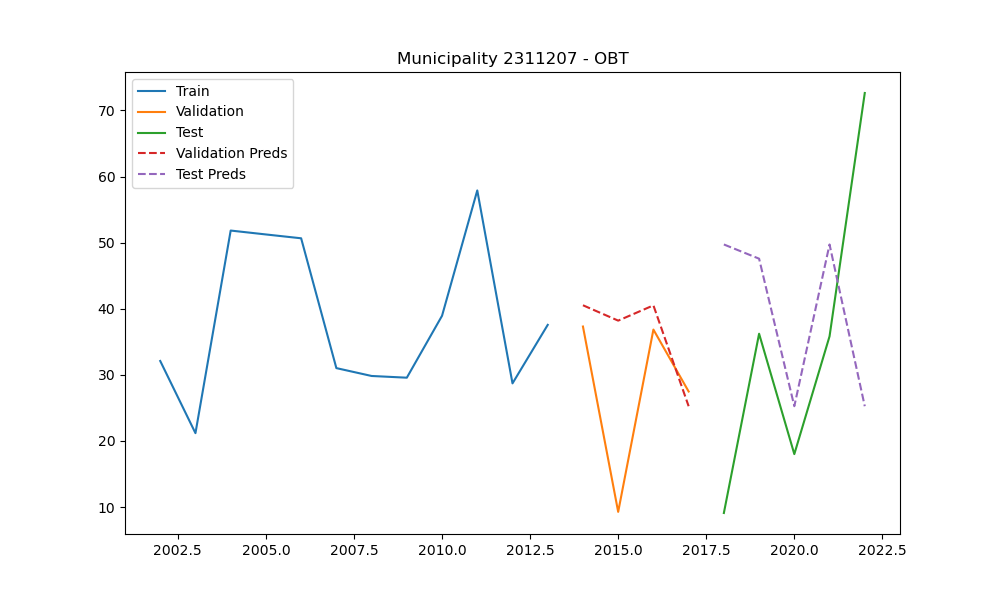 Municipality 2311207 - OBT
Train
Validation
Test
Validation Preds
Test Preds
70
60
50
40
30
20
10
2002.5 2005.0 2007.5 2010.0 2012.5 2015.0 2017.5 2020.0 2022.5